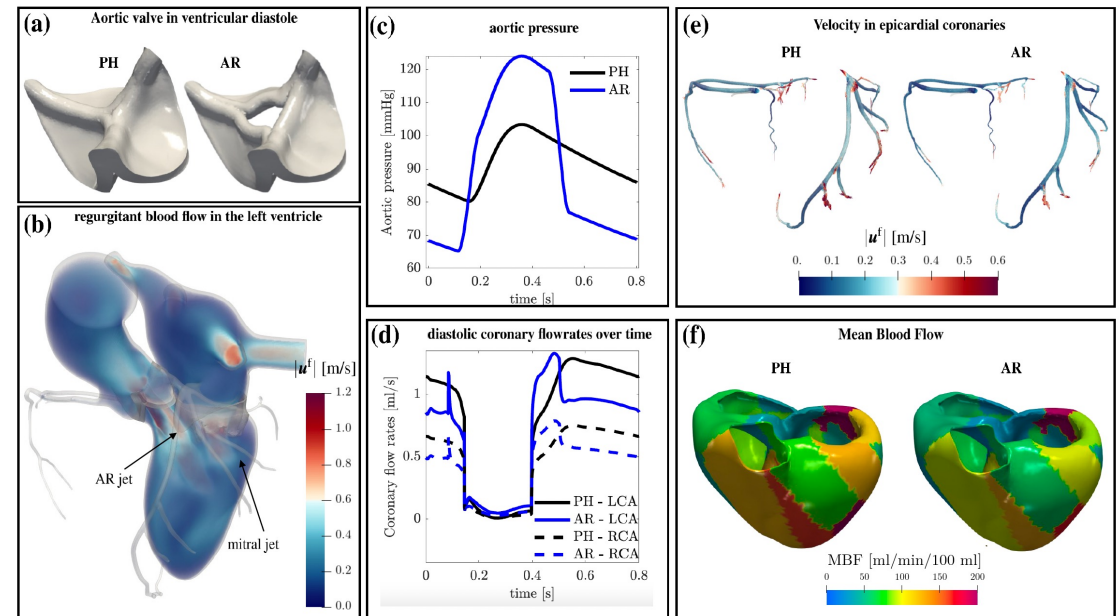 (a)
Aortic valve in ventricular diastole
PH
AR
(b)
regurgitant blood flow in the left ventricle
|u^f| [m/s]
1.2
1.0
0.8
0.6
0.4
0.2
0.0
AR jet
mitral jet
(c)
aortic pressure
Aortic pressure [mmHg]
120
110
100
90
80
70
60
PH
AR
0
0.2
0.4
0.6
0.8
time [s]
(d)
diastolic coronary flowrates over time
Coronary flow rates [ml/s]
1
0.5
0
PH - LCA
AR - LCA
PH - RCA
AR - RCA
0
0.2
0.4
0.6
0.8
time [s]
(e)
Velocity in epicardial coronaries
PH
AR
|u^f| [m/s]
0. 0.1 0.2 0.3 0.4 0.5 0.6
(f)
Mean Blood Flow
PH
AR
MBF [ml/min/100 ml]
0 50 100 150 200